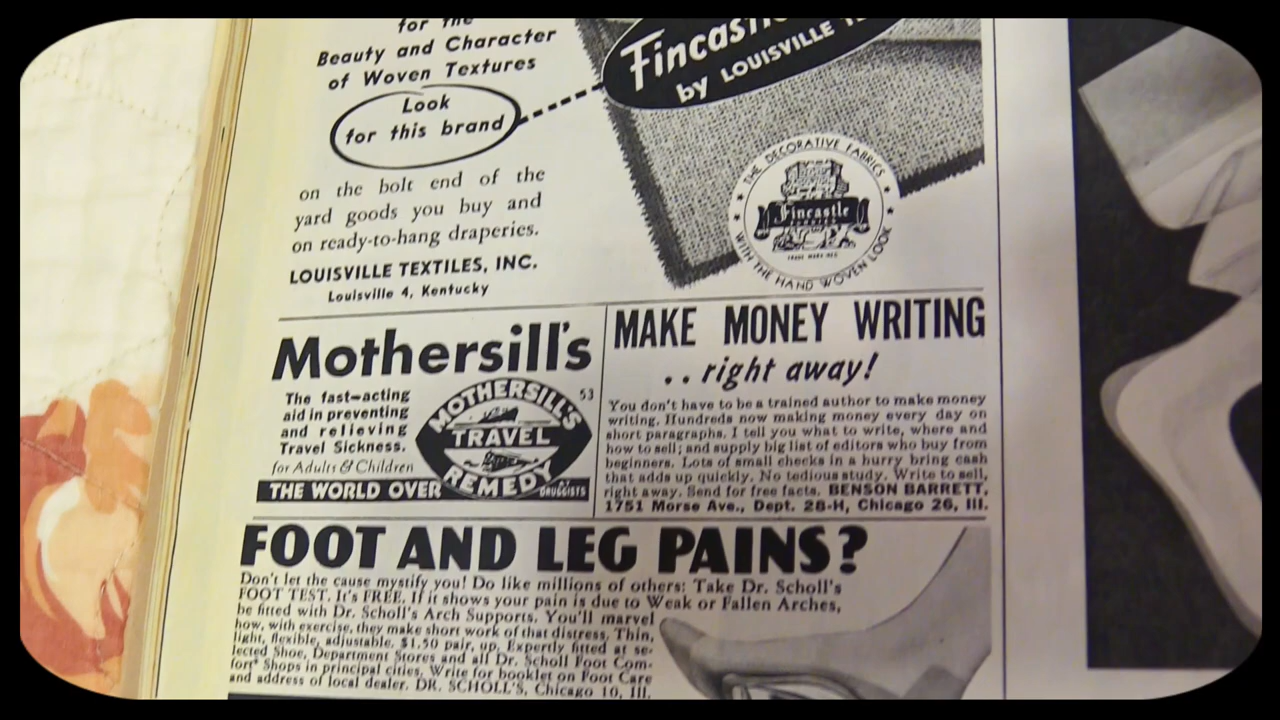 for the
Beauty and Character
of Woven Textures
Look
for this brand
on the bolt end of the
yard goods you buy and
on ready-to-hang draperies.
LOUISVILLE TEXTILES, INC.
Louisville 4, Kentucky
Fincastle
by LOUISVILLE
THE DECORATIVE FABRICS
Fincastle
TRADE MARK REG.
WITH THE HAND WOVEN LOOK
Mothersill's
The fast-acting
aid in preventing
and relieving
Travel Sickness.
for Adults & Children
THE WORLD OVER
53
MOTHERSILL'S
TRAVEL
REMEDY
AT
DRUGGISTS
MAKE MONEY WRITING
. . right away!
You don't have to be a trained author to make money
writing. Hundreds now making money every day on
short paragraphs. I tell you what to write, where and
how to sell; and supply big list of editors who buy from
beginners. Lots of small checks in a hurry bring cash
that adds up quickly. No tedious study. Write to sell,
right away. Send for free facts. BENSON BARRETT,
1751 Morse Ave., Dept. 28-H, Chicago 26, Ill.
FOOT AND LEG PAINS?
Don't let the cause mystify you! Do like millions of others: Take Dr. Scholl's
FOOT TEST. It's FREE. If it shows your pain is due to Weak or Fallen Arches,
be fitted with Dr. Scholl's Arch Supports. You'll marvel
how, with exercise, they make short work of that distress. Thin,
light, flexible, adjustable. $1.50 pair, up. Expertly fitted at se-
lected Shoe, Department Stores and all Dr. Scholl Foot Com-
fort* Shops in principal cities. Write for booklet on Foot Care
and address of local dealer. DR. SCHOLL'S, Chicago 10, Ill.